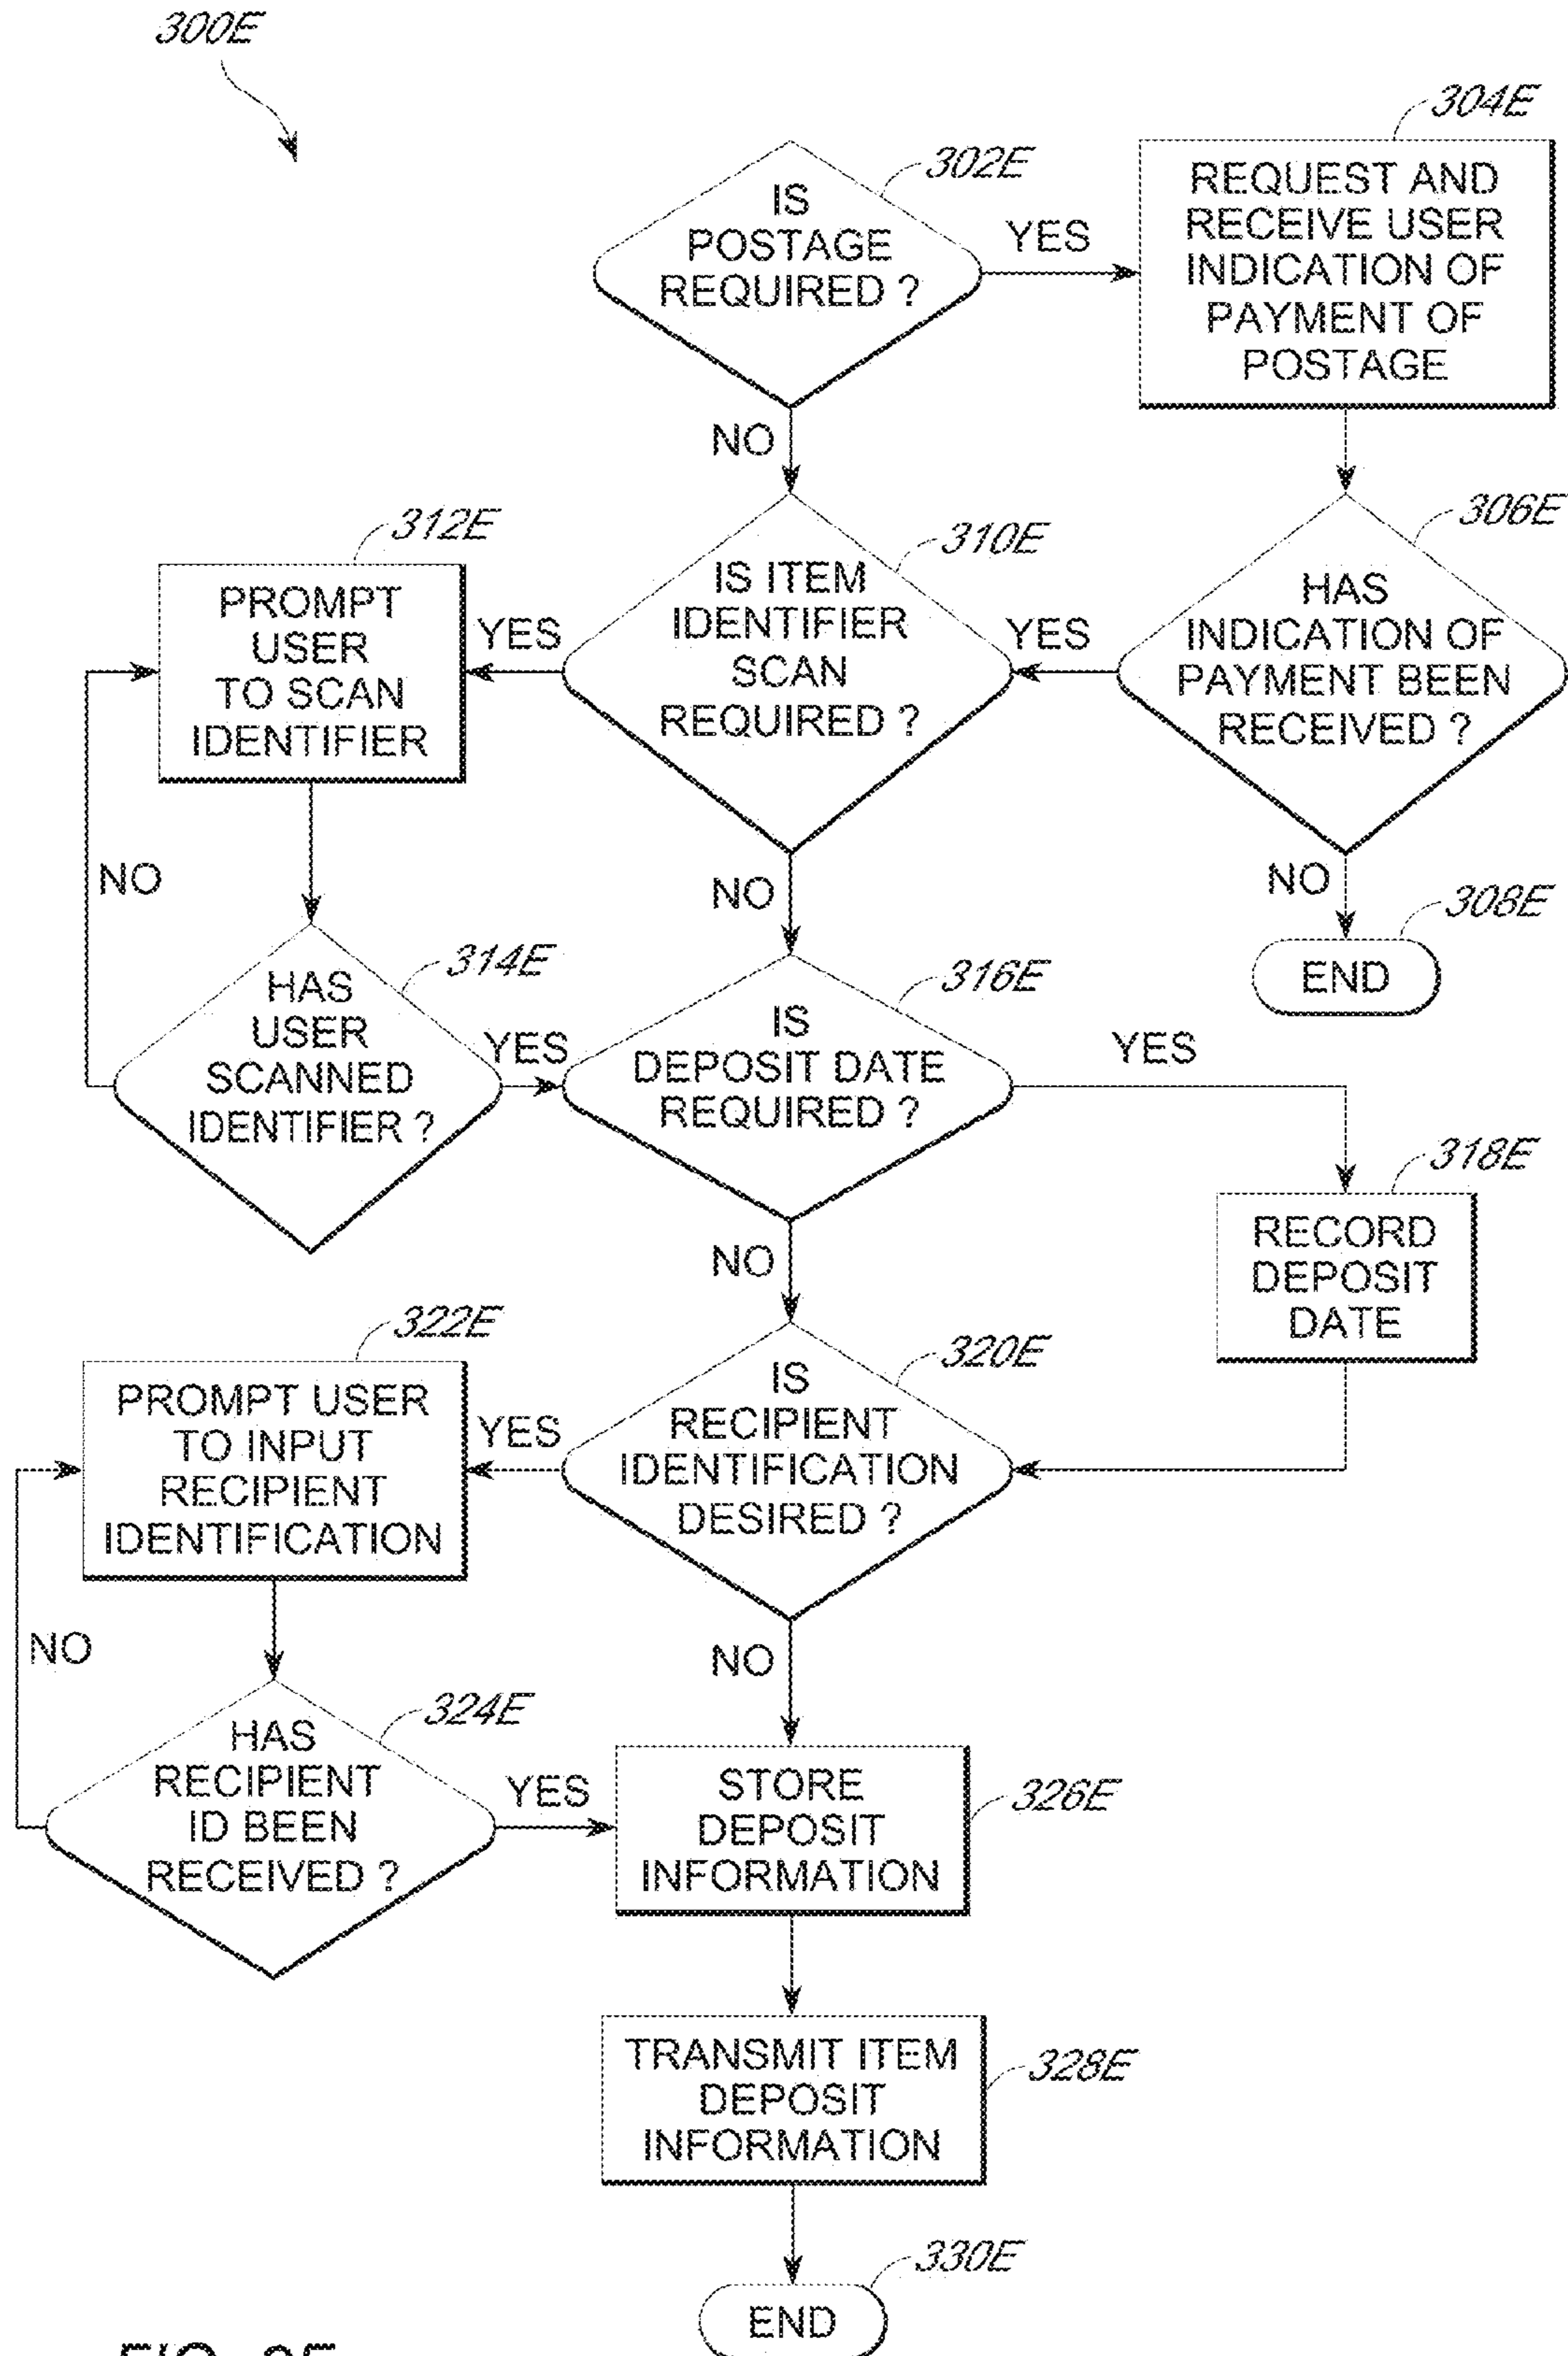 300E
302E
IS
POSTAGE
REQUIRED ?
YES
NO
304E
REQUEST AND
RECEIVE USER
INDICATION OF
PAYMENT OF
POSTAGE
306E
HAS
INDICATION OF
PAYMENT BEEN
RECEIVED ?
YES
NO
308E
END
310E
IS ITEM
IDENTIFIER
SCAN
REQUIRED ?
YES
NO
312E
PROMPT
USER
TO SCAN
IDENTIFIER
314E
HAS
USER
SCANNED
IDENTIFIER ?
NO
YES
316E
IS
DEPOSIT DATE
REQUIRED ?
YES
NO
318E
RECORD
DEPOSIT
DATE
320E
IS
RECIPIENT
IDENTIFICATION
DESIRED ?
YES
NO
322E
PROMPT USER
TO INPUT
RECIPIENT
IDENTIFICATION
324E
HAS
RECIPIENT
ID BEEN
RECEIVED ?
NO
YES
326E
STORE
DEPOSIT
INFORMATION
328E
TRANSMIT ITEM
DEPOSIT
INFORMATION
330E
END
FIG.